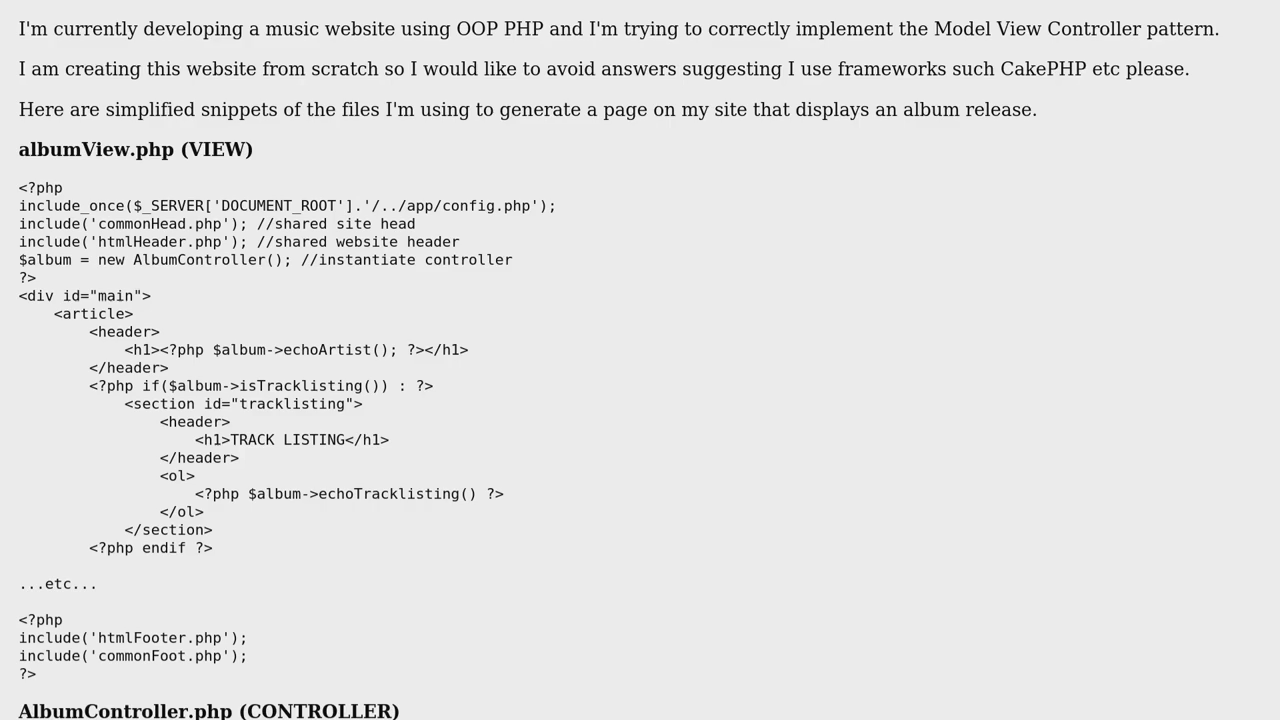 I'm currently developing a music website using OOP PHP and I'm trying to correctly implement the Model View Controller pattern.
I am creating this website from scratch so I would like to avoid answers suggesting I use frameworks such CakePHP etc please.
Here are simplified snippets of the files I'm using to generate a page on my site that displays an album release.
albumView.php (VIEW)
<?php
include_once($_SERVER['DOCUMENT_ROOT'].'/../app/config.php');
include('commonHead.php'); //shared site head
include('htmlHeader.php'); //shared website header
$album = new AlbumController(); //instantiate controller
?>
<div id="main">
    <article>
        <header>
            <h1><?php $album->echoArtist(); ?></h1>
        </header>
        <?php if($album->isTracklisting()) : ?>
            <section id="tracklisting">
                <header>
                    <h1>TRACK LISTING</h1>
                </header>
                <ol>
                    <?php $album->echoTracklisting() ?>
                </ol>
            </section>
        <?php endif ?>
...etc...
<?php
include('htmlFooter.php');
include('commonFoot.php');
?>
AlbumController.php (CONTROLLER)